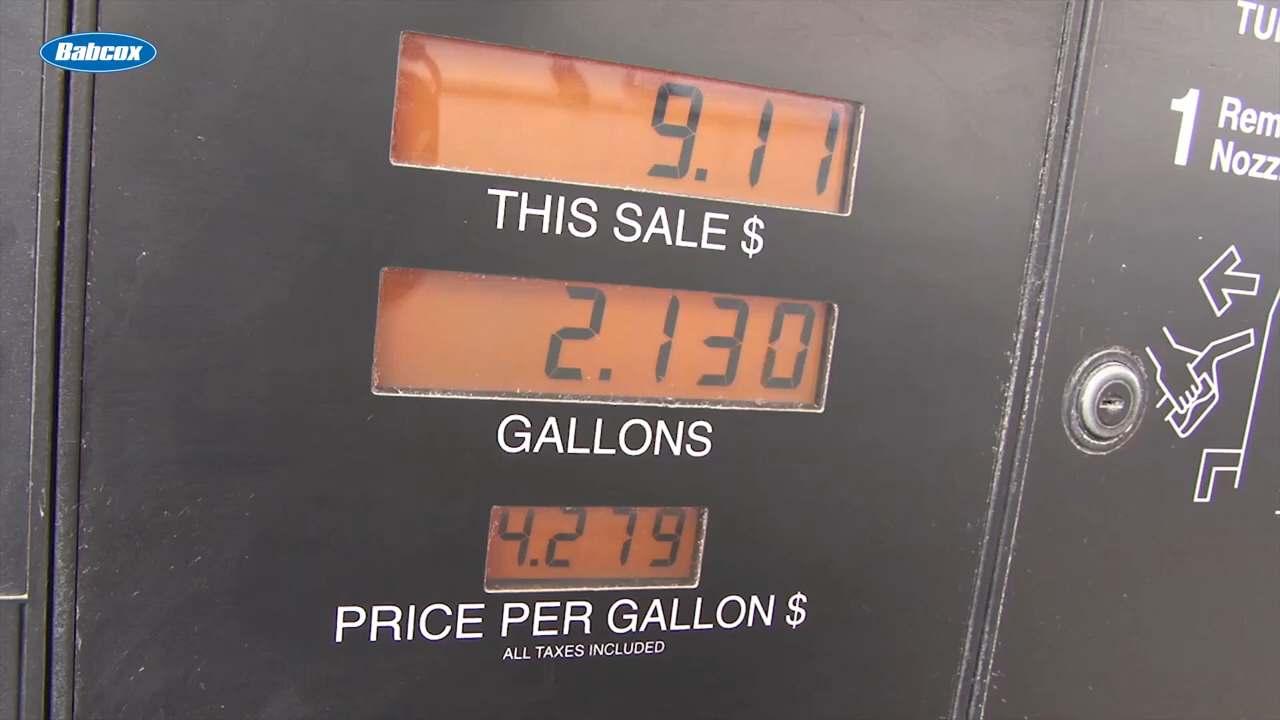 Babcox
9.11
THIS SALE $
2.130
GALLONS
4.279
PRICE PER GALLON $
ALL TAXES INCLUDED
1